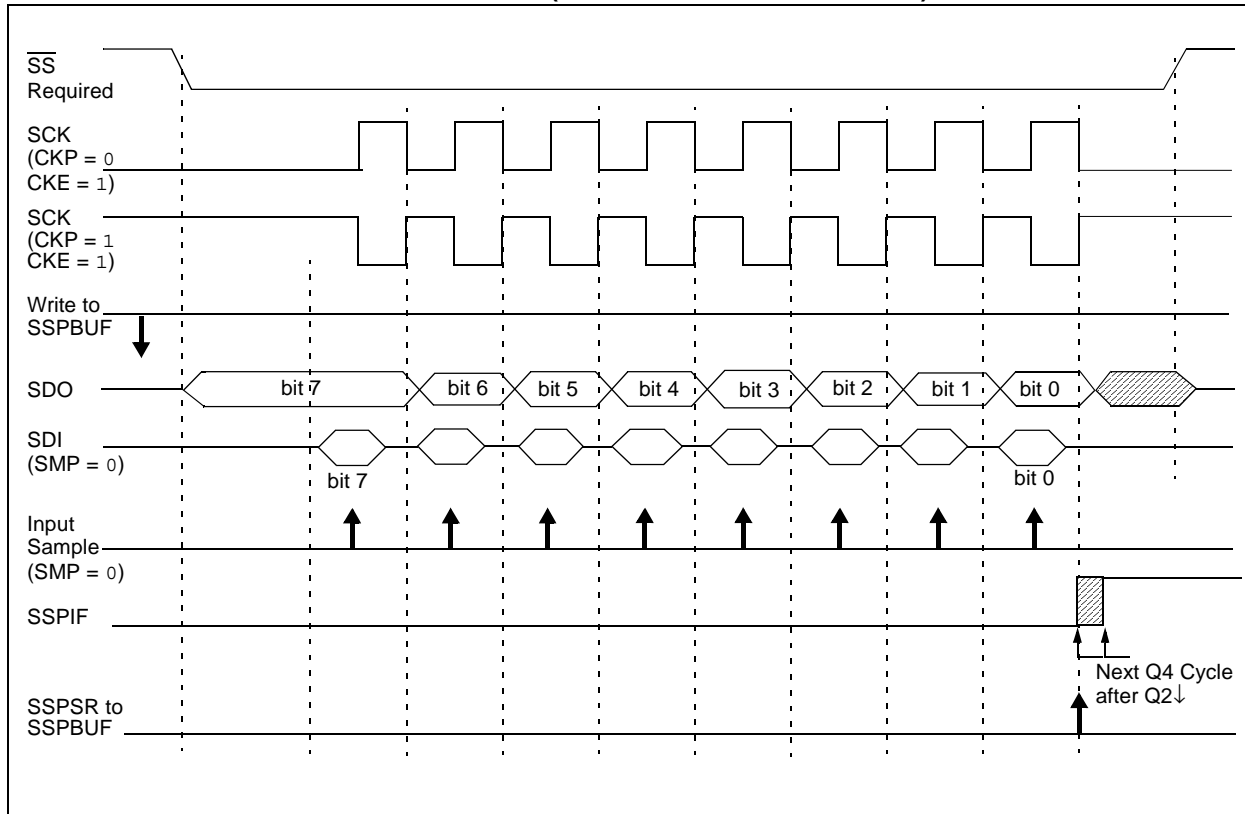 SS
Required
SCK
(CKP = 0
CKE = 1)
SCK
(CKP = 1
CKE = 1)
Write to
SSPBUF
SDO
bit 7 bit 6 bit 5 bit 4 bit 3 bit 2 bit 1 bit 0
SDI
(SMP = 0)
bit 7 bit 0
Input
Sample
(SMP = 0)
SSPIF
Next Q4 Cycle
after Q2↓
SSPSR to
SSPBUF